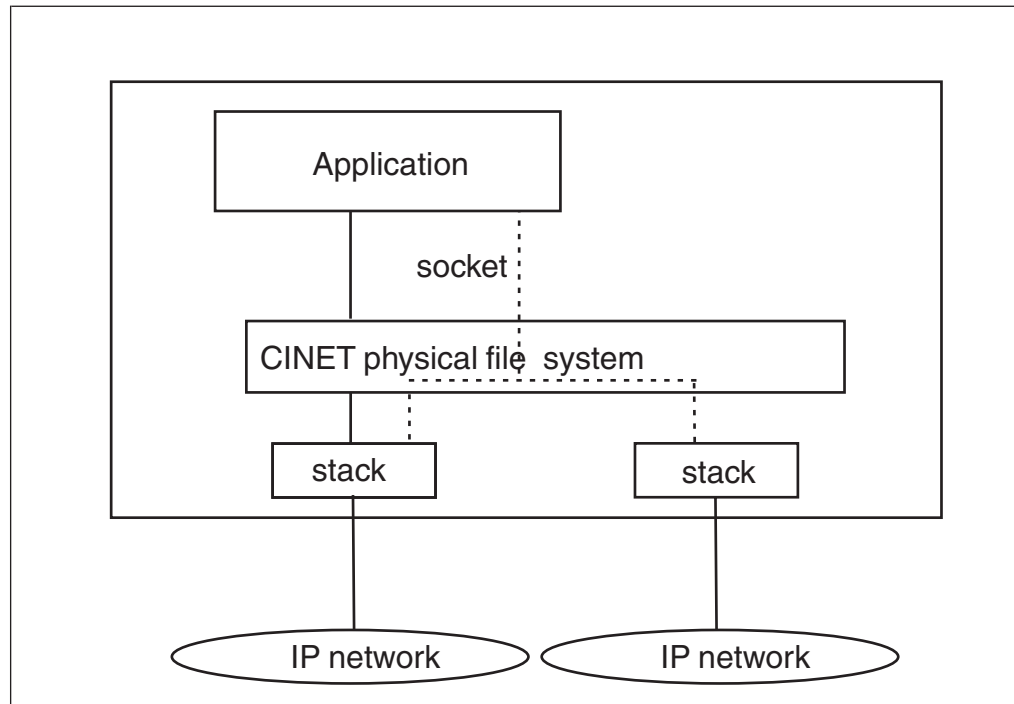 Application
socket
CINET physical file system
stack
stack
IP network
IP network